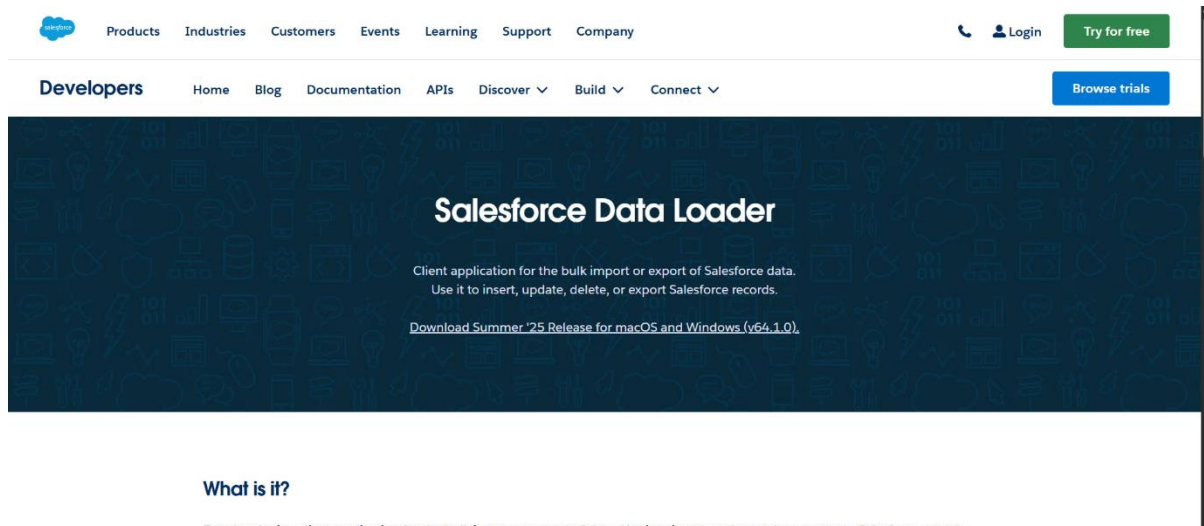 salesforce
Products Industries Customers Events Learning Support Company Login Try for free
Developers Home Blog Documentation APIs Discover Build Connect Browse trials
Salesforce Data Loader
Client application for the bulk import or export of Salesforce data.
Use it to insert, update, delete, or export Salesforce records.
Download Summer '25 Release for macOS and Windows (v64.1.0).
What is it?